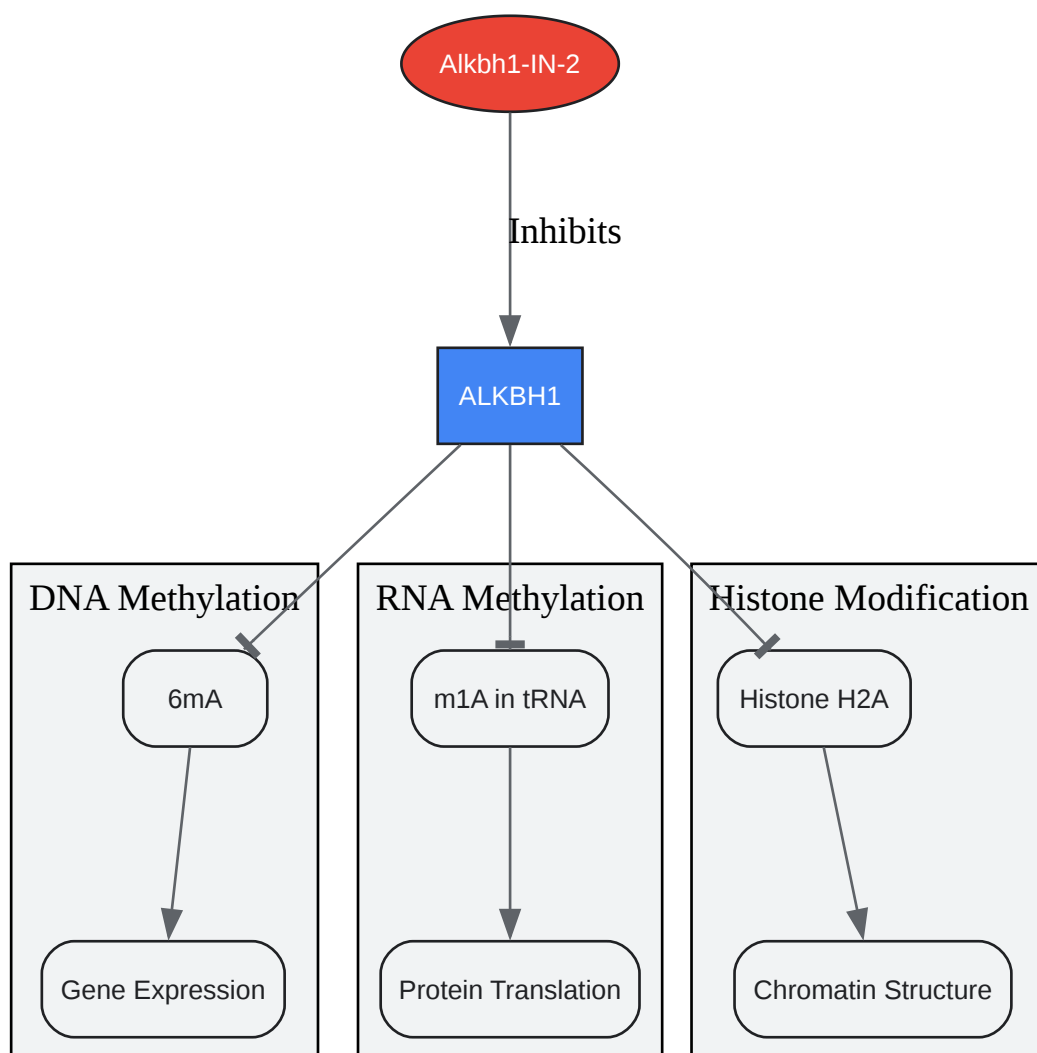 Alkbh1-IN-2
Inhibits
ALKBH1
DNA Methylation
RNA Methylation
Histone Modification
6mA
m1A in tRNA
Histone H2A
Gene Expression
Protein Translation
Chromatin Structure